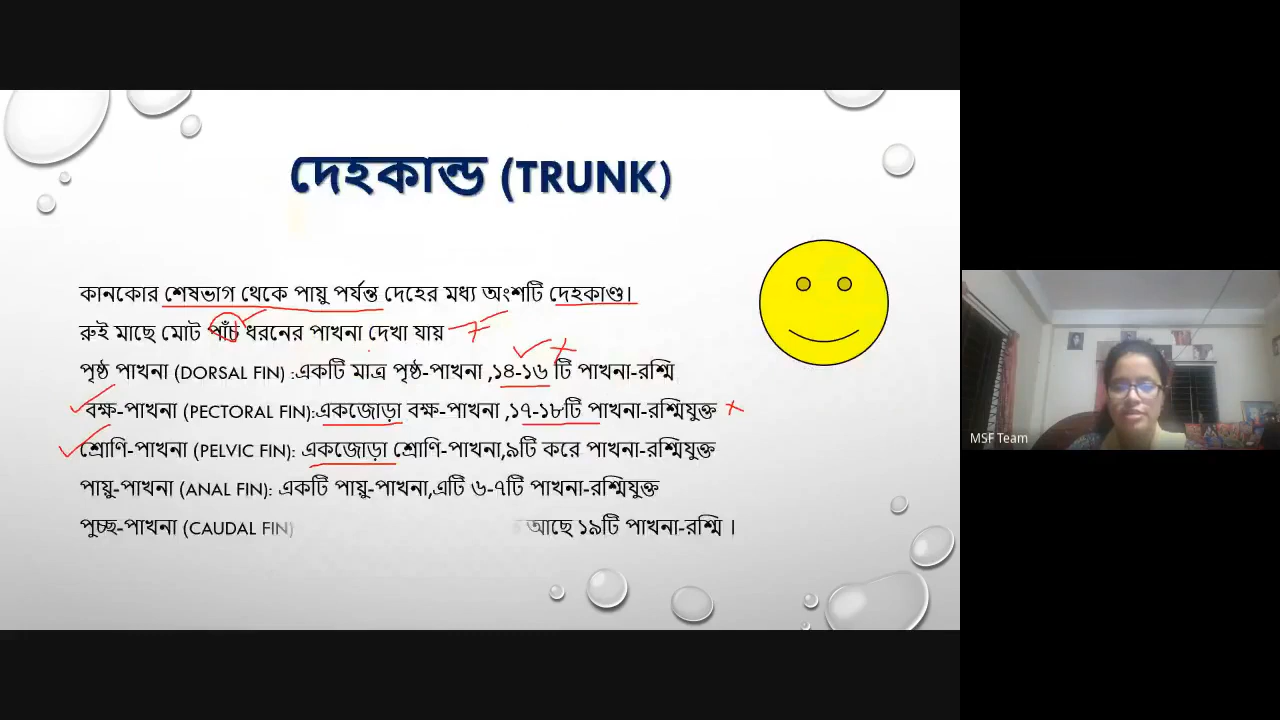 দেহকান্ড (TRUNK)
কানকোর শেষভাগ থেকে পায়ু পর্যন্ত দেহের মধ্য অংশটি দেহকাণ্ড।
রুই মাছে মোট পাঁচ ধরনের পাখনা দেখা যায় 7
পৃষ্ঠ পাখনা (DORSAL FIN) :একটি মাত্র পৃষ্ঠ-পাখনা ,১৪-১৬ টি পাখনা-রশ্মি
বক্ষ-পাখনা (PECTORAL FIN):একজোড়া বক্ষ-পাখনা ,১৭-১৮টি পাখনা-রশ্মিযুক্ত
শ্রোণি-পাখনা (PELVIC FIN): একজোড়া শ্রোণি-পাখনা,৯টি করে পাখনা-রশ্মিযুক্ত
পায়ু-পাখনা (ANAL FIN): একটি পায়ু-পাখনা,এটি ৬-৭টি পাখনা-রশ্মিযুক্ত
পুচ্ছ-পাখনা (CAUDAL FIN) আছে ১৯টি পাখনা-রশ্মি ।
MSF Team